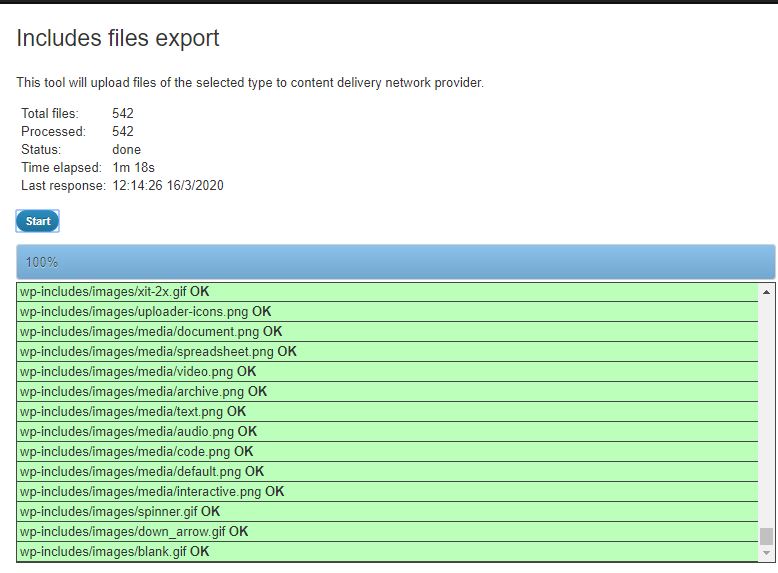 Includes files export
This tool will upload files of the selected type to content delivery network provider.
Total files: 542
Processed: 542
Status: done
Time elapsed: 1m 18s
Last response: 12:14:26 16/3/2020
Start
100%
wp-includes/images/xit-2x.gif OK
wp-includes/images/uploader-icons.png OK
wp-includes/images/media/document.png OK
wp-includes/images/media/spreadsheet.png OK
wp-includes/images/media/video.png OK
wp-includes/images/media/archive.png OK
wp-includes/images/media/text.png OK
wp-includes/images/media/audio.png OK
wp-includes/images/media/code.png OK
wp-includes/images/media/default.png OK
wp-includes/images/media/interactive.png OK
wp-includes/images/spinner.gif OK
wp-includes/images/down_arrow.gif OK
wp-includes/images/blank.gif OK